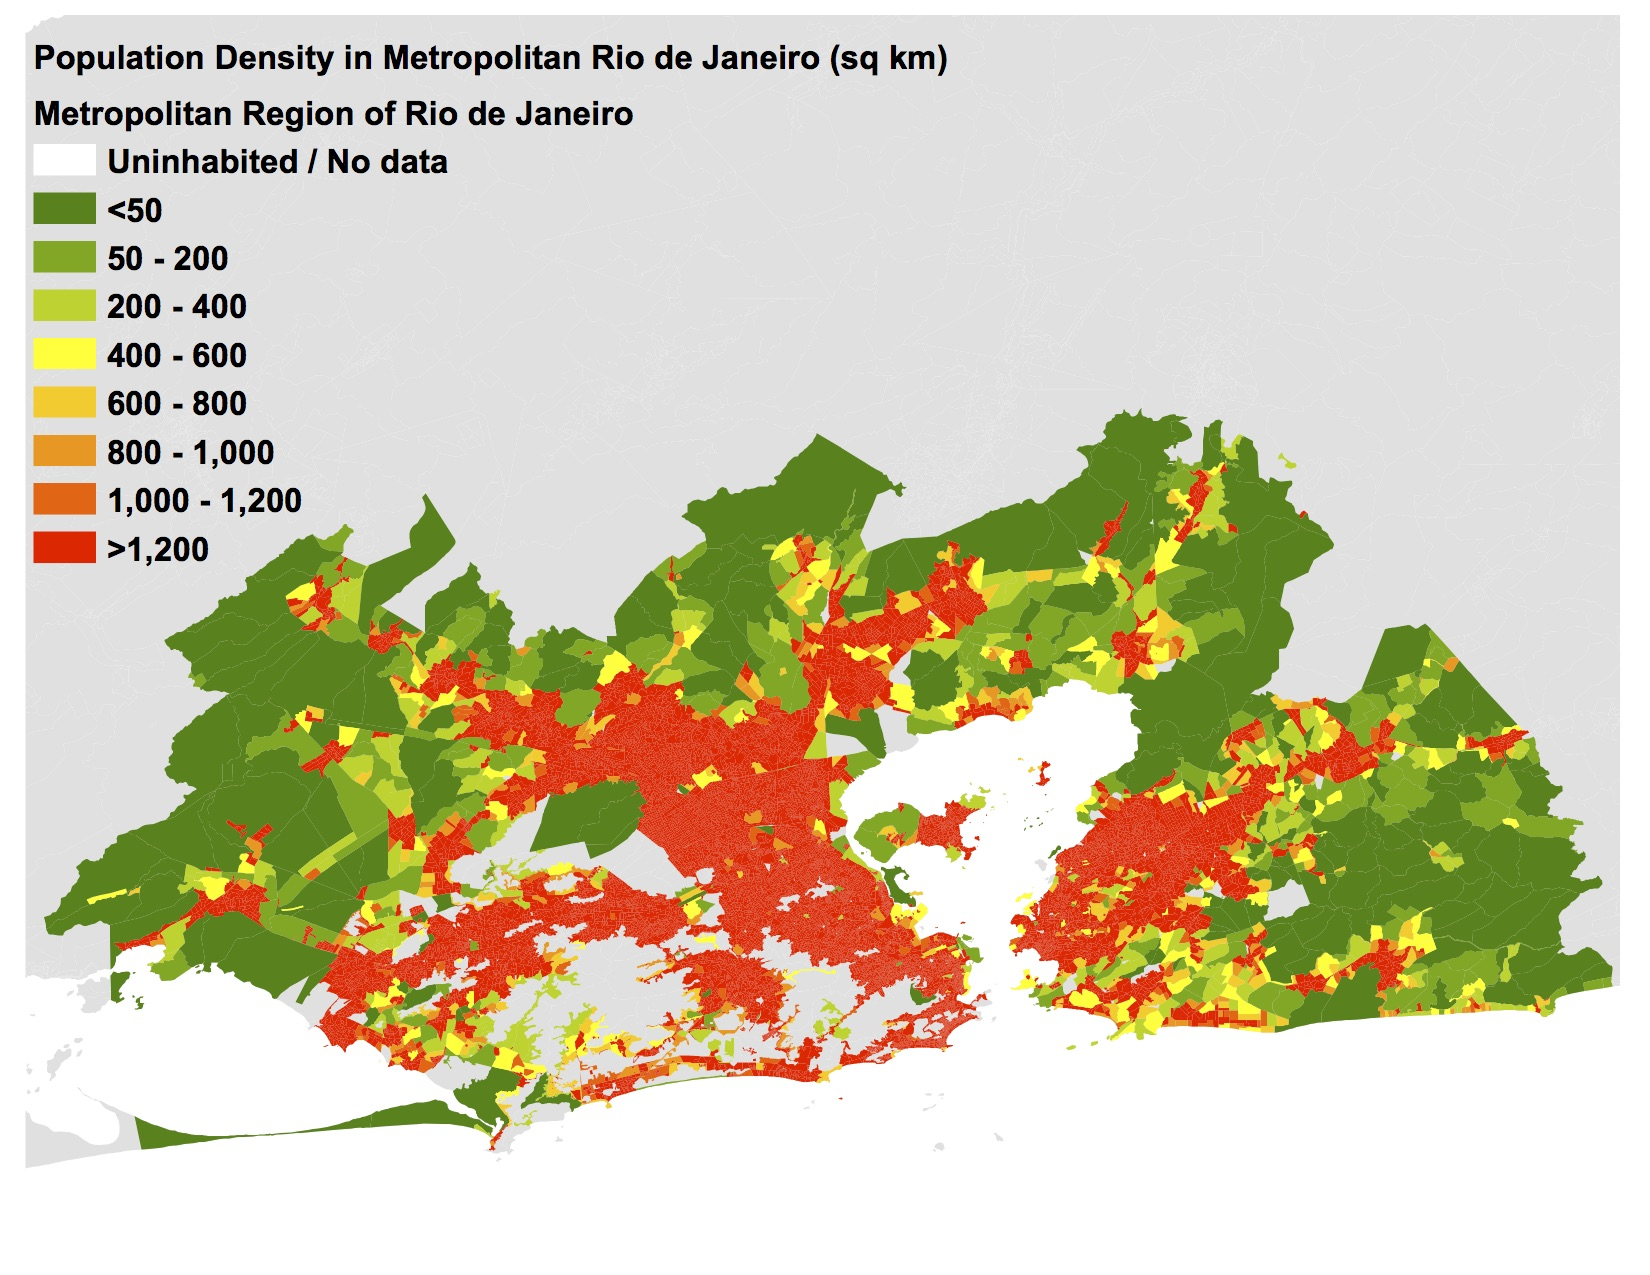 Population Density in Metropolitan Rio de Janeiro (sq km)
Metropolitan Region of Rio de Janeiro
Uninhabited / No data
<50
50 - 200
200 - 400
400 - 600
600 - 800
800 - 1,000
1,000 - 1,200
>1,200